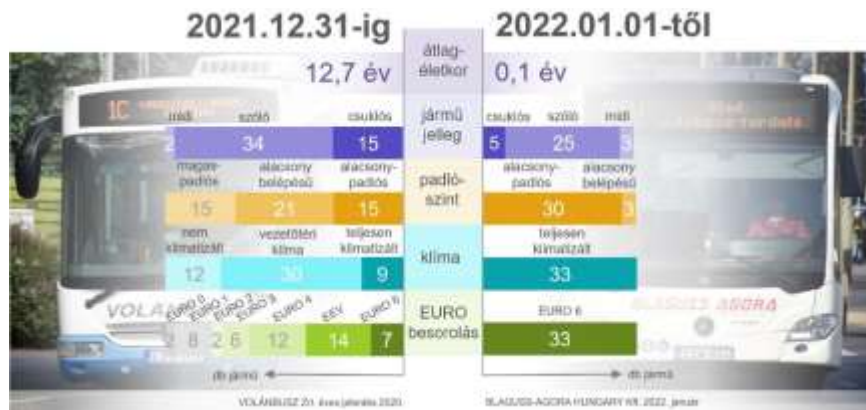 2021.12.31-ig
2022.01.01-től
átlag-
életkor
12,7 év
0,1 év
jármű
jelleg
midi szóló csuklós
2 34 15
csuklós szóló midi
5 25 3
padló-
szint
magas-
padlós
alacsony
belépésű
alacsony-
padlós
15 21 15
alacsony-
padlós
alacsony
belépésű
30 3
klíma
nem
klimatizált
vezetőtéri
klíma
teljesen
klimatizált
12 30 9
teljesen
klimatizált
33
EURO
besorolás
EURO 0 EURO 1 EURO 2 EURO 3 EURO 4 EEV EURO 6
2 8 2 6 12 14 7
EURO 6
33
db jármű
db jármű
VOLÁNBUSZ Zrt. éves jelentés 2020.
BLAGUSS-AGORA HUNGARY Kft. 2022. január
1C
VOLÁN
BLAGUSS AGORA